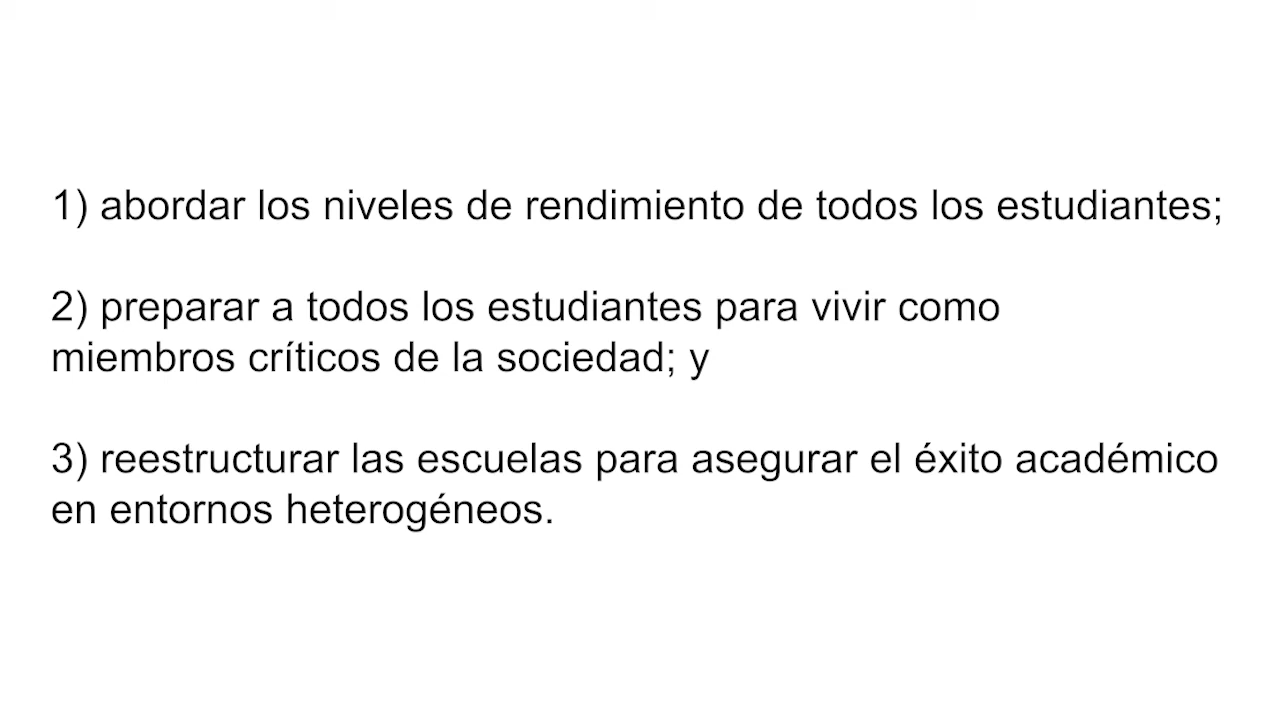 1) abordar los niveles de rendimiento de todos los estudiantes;
2) preparar a todos los estudiantes para vivir como
miembros críticos de la sociedad; y
3) reestructurar las escuelas para asegurar el éxito académico
en entornos heterogéneos.